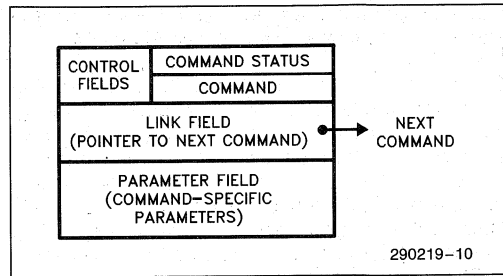 CONTROL
FIELDS
COMMAND STATUS
COMMAND
LINK FIELD
(POINTER TO NEXT COMMAND)
NEXT
COMMAND
PARAMETER FIELD
(COMMAND–SPECIFIC
PARAMETERS)
290219–10